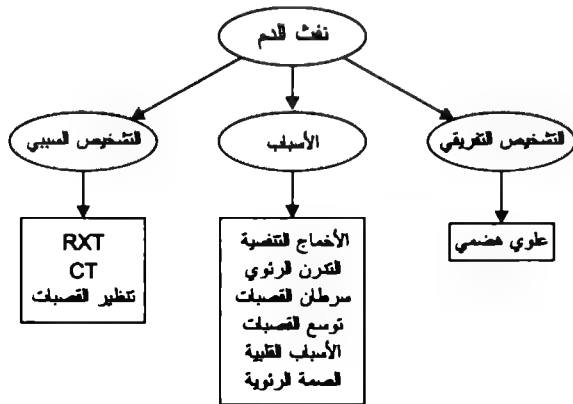 نفث الدم
التشخيص التفريقي
الأسباب
التشخيص السببي
علوي هضمي
الأخماج التنفسية
التدرن الرئوي
سرطان القصبات
توسع القصبات
الأسباب القلبية
الصمة الرئوية
RXT
CT
تنظير القصبات